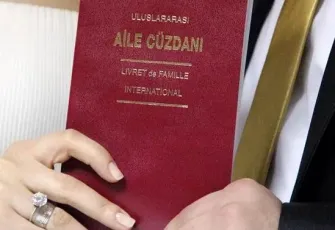 ULUSLARARASI
AİLE CÜZDANI
LIVRET de FAMILLE
INTERNATIONAL